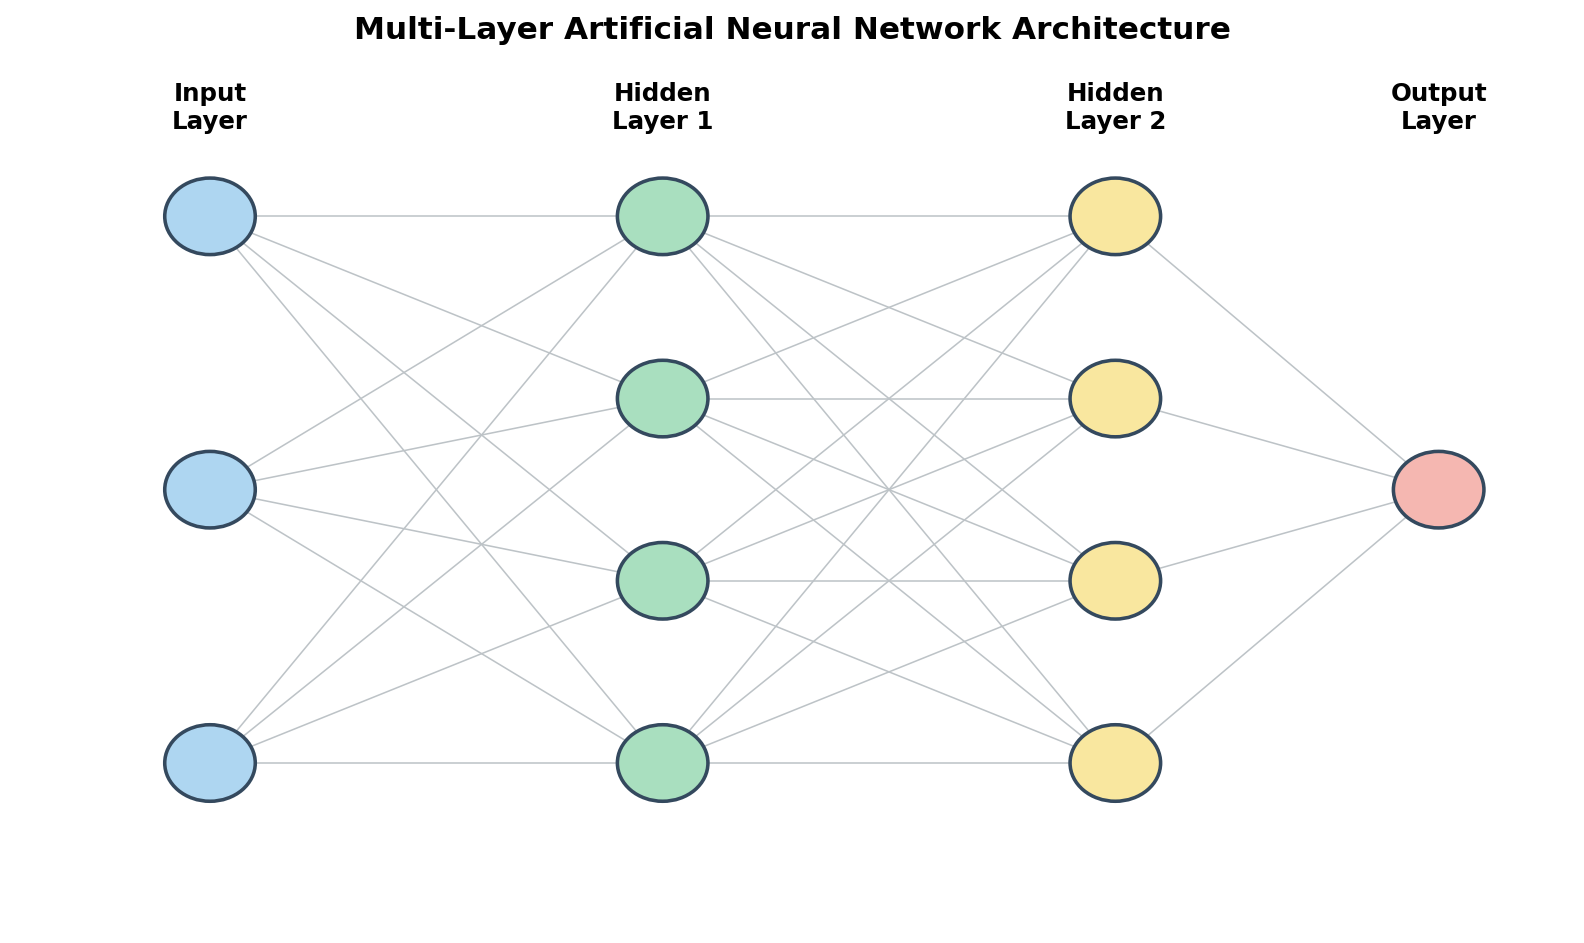 Multi-Layer Artificial Neural Network Architecture
Input
Layer
Hidden
Layer 1
Hidden
Layer 2
Output
Layer